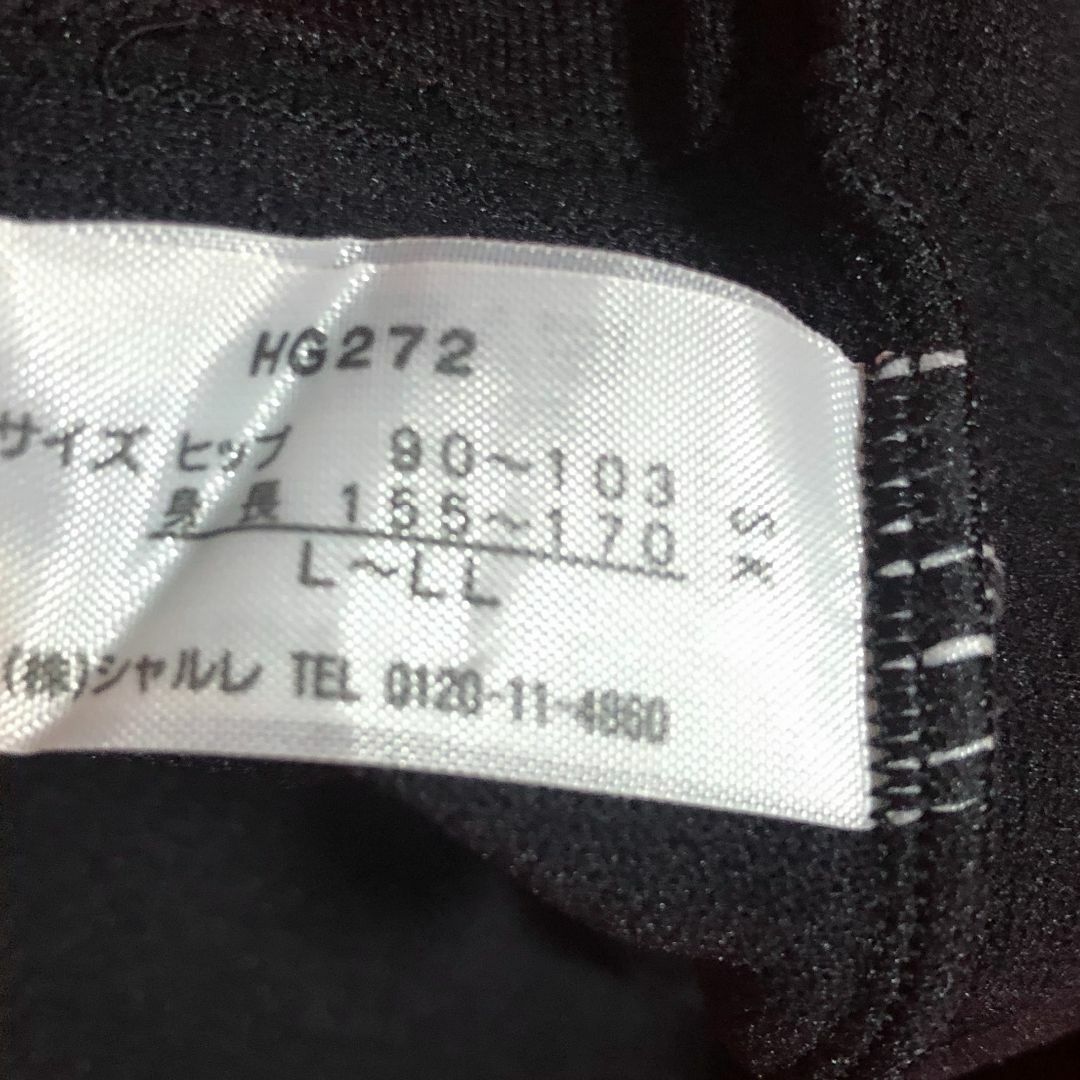 HG272
サイズ ヒップ 90~103
身長 155~170
L~LL
SK
(株)シャルレ TEL 0120-11-4860